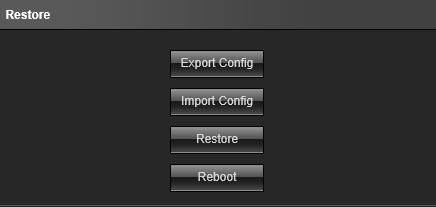 Restore
Export Config
Import Config
Restore
Reboot